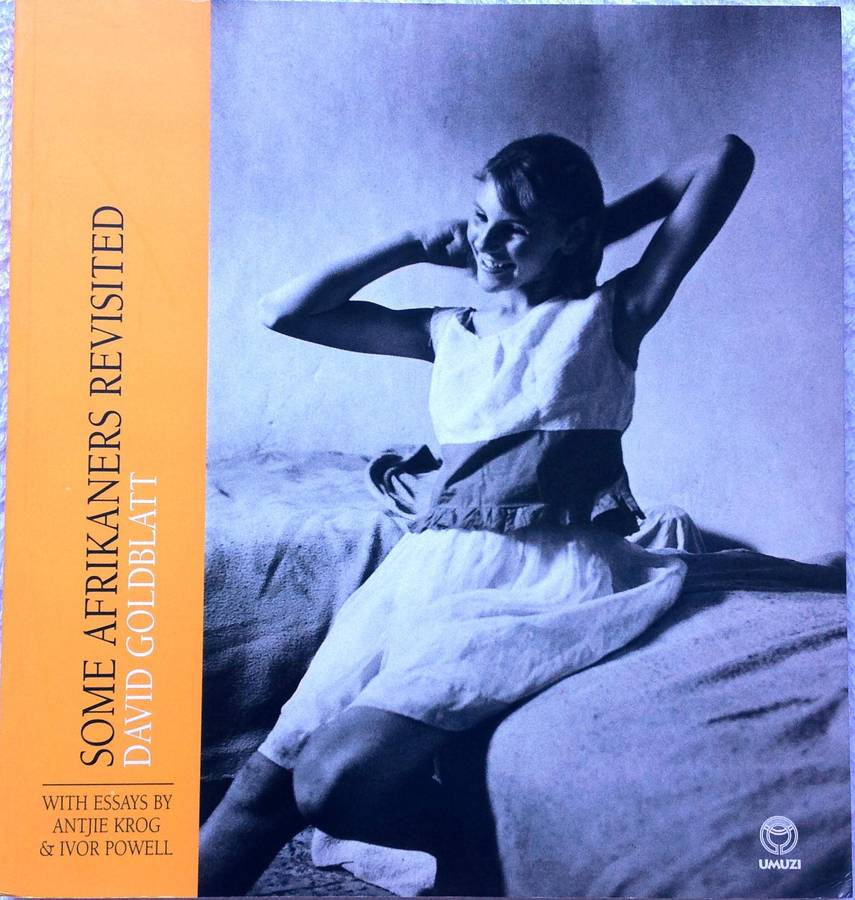 SOME AFRIKANERS REVISITED
DAVID GOLDBLATT
WITH ESSAYS BY
ANTJIE KROG
& IVOR POWELL
UMUZI